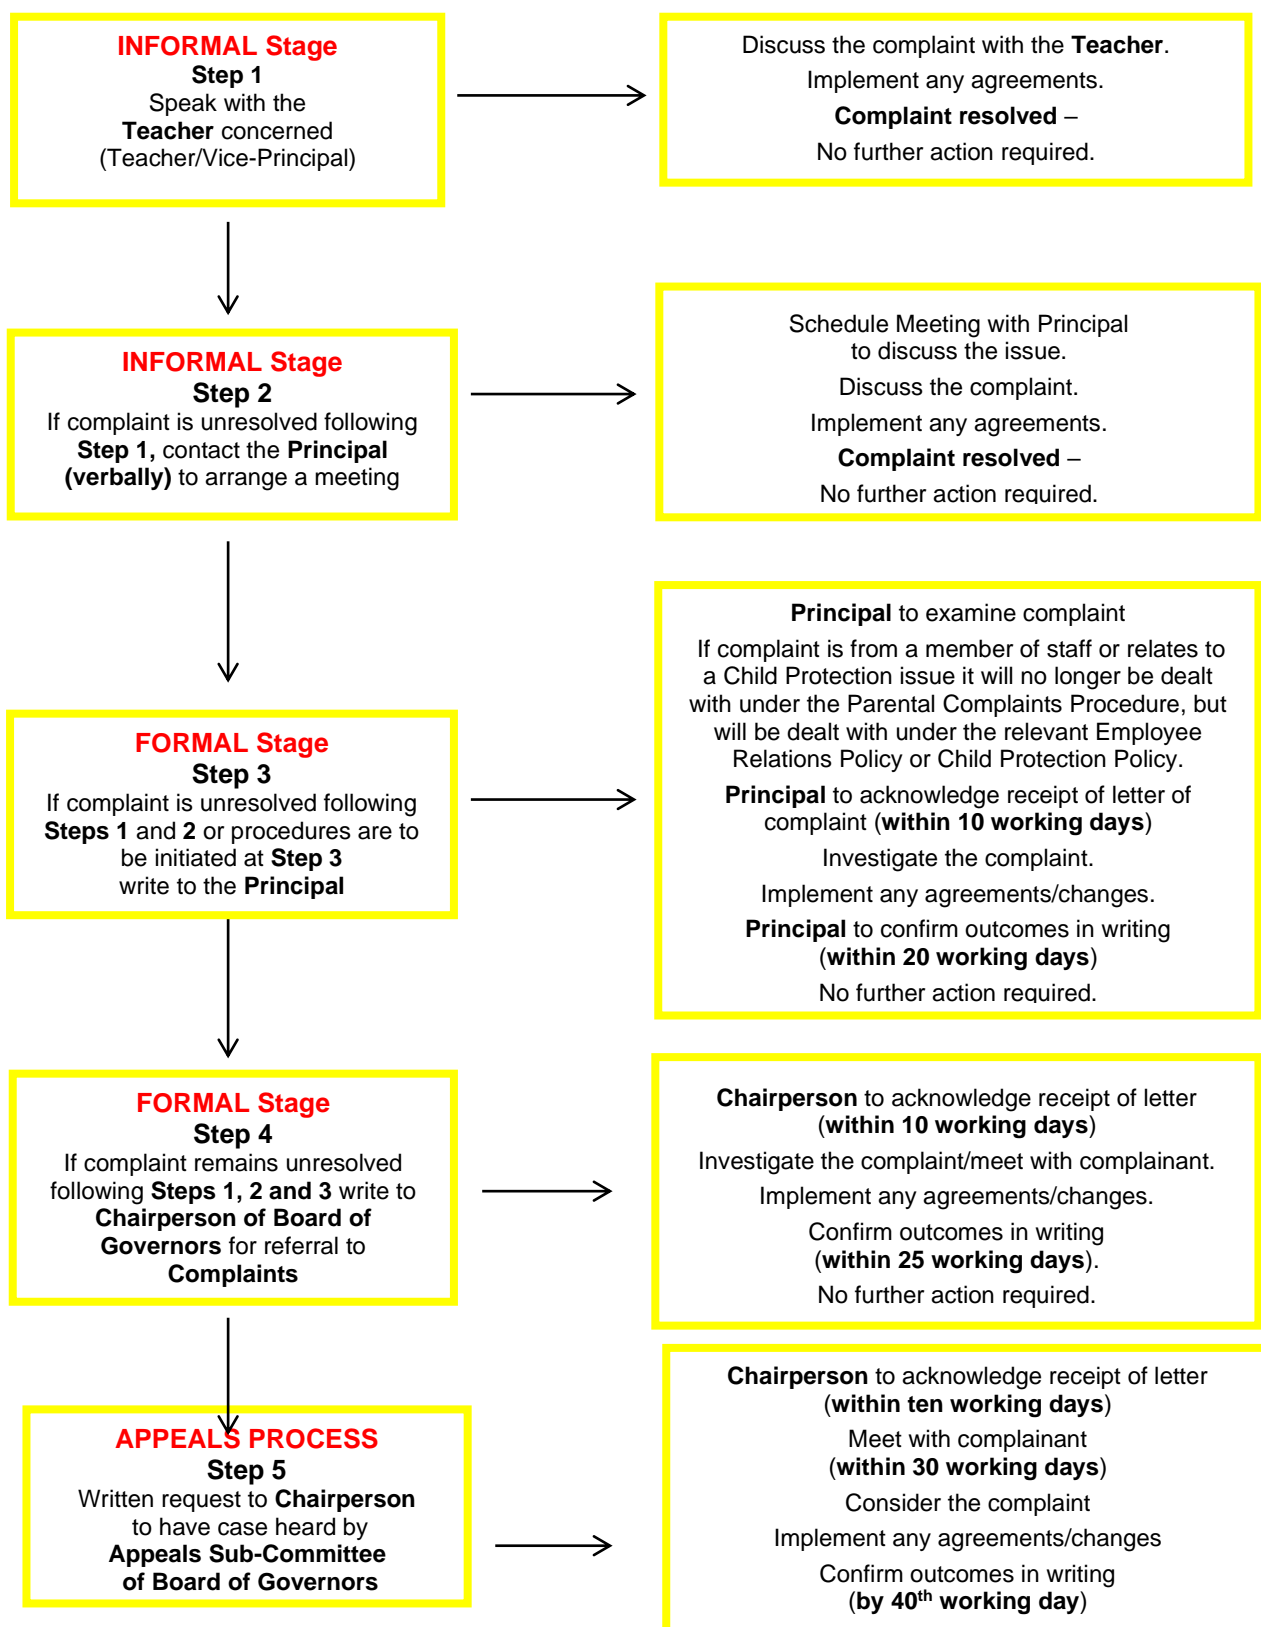 INFORMAL Stage
Step 1
Speak with the
Teacher concerned
(Teacher/Vice-Principal)
Discuss the complaint with the Teacher.
Implement any agreements.
Complaint resolved –
No further action required.
INFORMAL Stage
Step 2
If complaint is unresolved following
Step 1, contact the Principal
(verbally) to arrange a meeting
Schedule Meeting with Principal
to discuss the issue.
Discuss the complaint.
Implement any agreements.
Complaint resolved –
No further action required.
FORMAL Stage
Step 3
If complaint is unresolved following
Steps 1 and 2 or procedures are to
be initiated at Step 3
write to the Principal
Principal to examine complaint
If complaint is from a member of staff or relates to
a Child Protection issue it will no longer be dealt
with under the Parental Complaints Procedure, but
will be dealt with under the relevant Employee
Relations Policy or Child Protection Policy.
Principal to acknowledge receipt of letter of
complaint (within 10 working days)
Investigate the complaint.
Implement any agreements/changes.
Principal to confirm outcomes in writing
(within 20 working days)
No further action required.
FORMAL Stage
Step 4
If complaint remains unresolved
following Steps 1, 2 and 3 write to
Chairperson of Board of
Governors for referral to
Complaints
Chairperson to acknowledge receipt of letter
(within 10 working days)
Investigate the complaint/meet with complainant.
Implement any agreements/changes.
Confirm outcomes in writing
(within 25 working days).
No further action required.
APPEALS PROCESS
Step 5
Written request to Chairperson
to have case heard by
Appeals Sub-Committee
of Board of Governors
Chairperson to acknowledge receipt of letter
(within ten working days)
Meet with complainant
(within 30 working days)
Consider the complaint
Implement any agreements/changes
Confirm outcomes in writing
(by 40th working day)